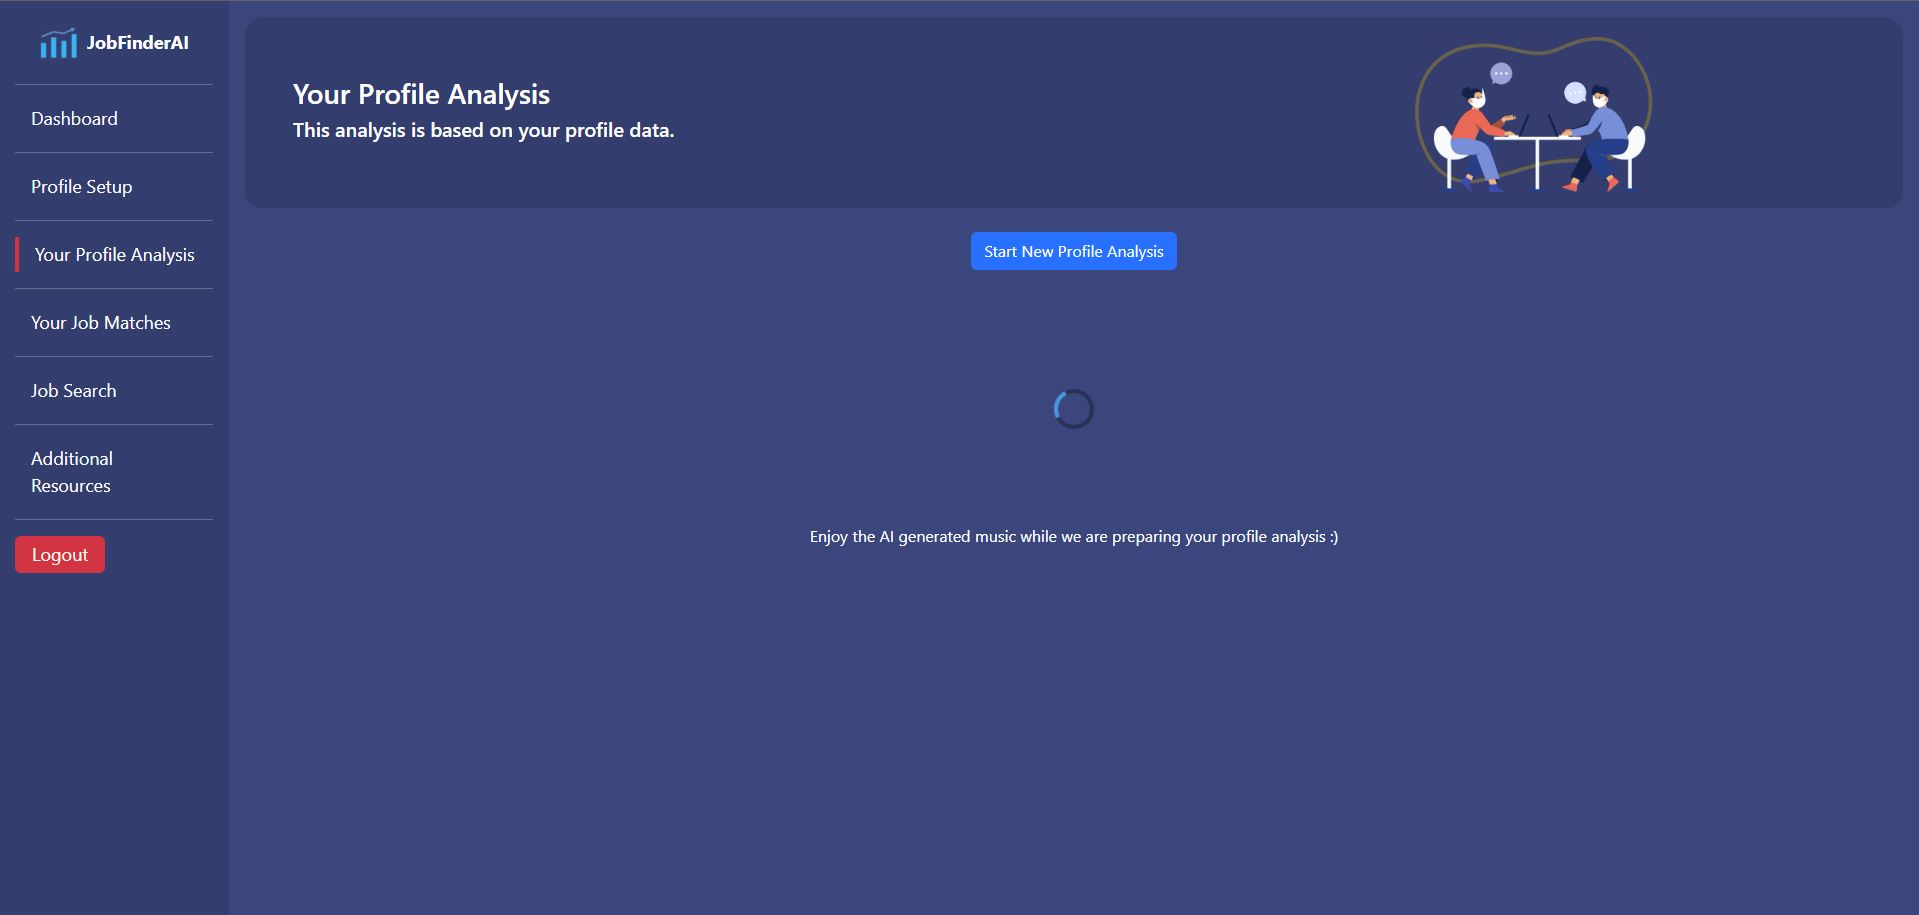 JobFinderAI
Dashboard
Profile Setup
Your Profile Analysis
Your Job Matches
Job Search
Additional
Resources
Logout
Your Profile Analysis
This analysis is based on your profile data.
Start New Profile Analysis
Enjoy the AI generated music while we are preparing your profile analysis :)